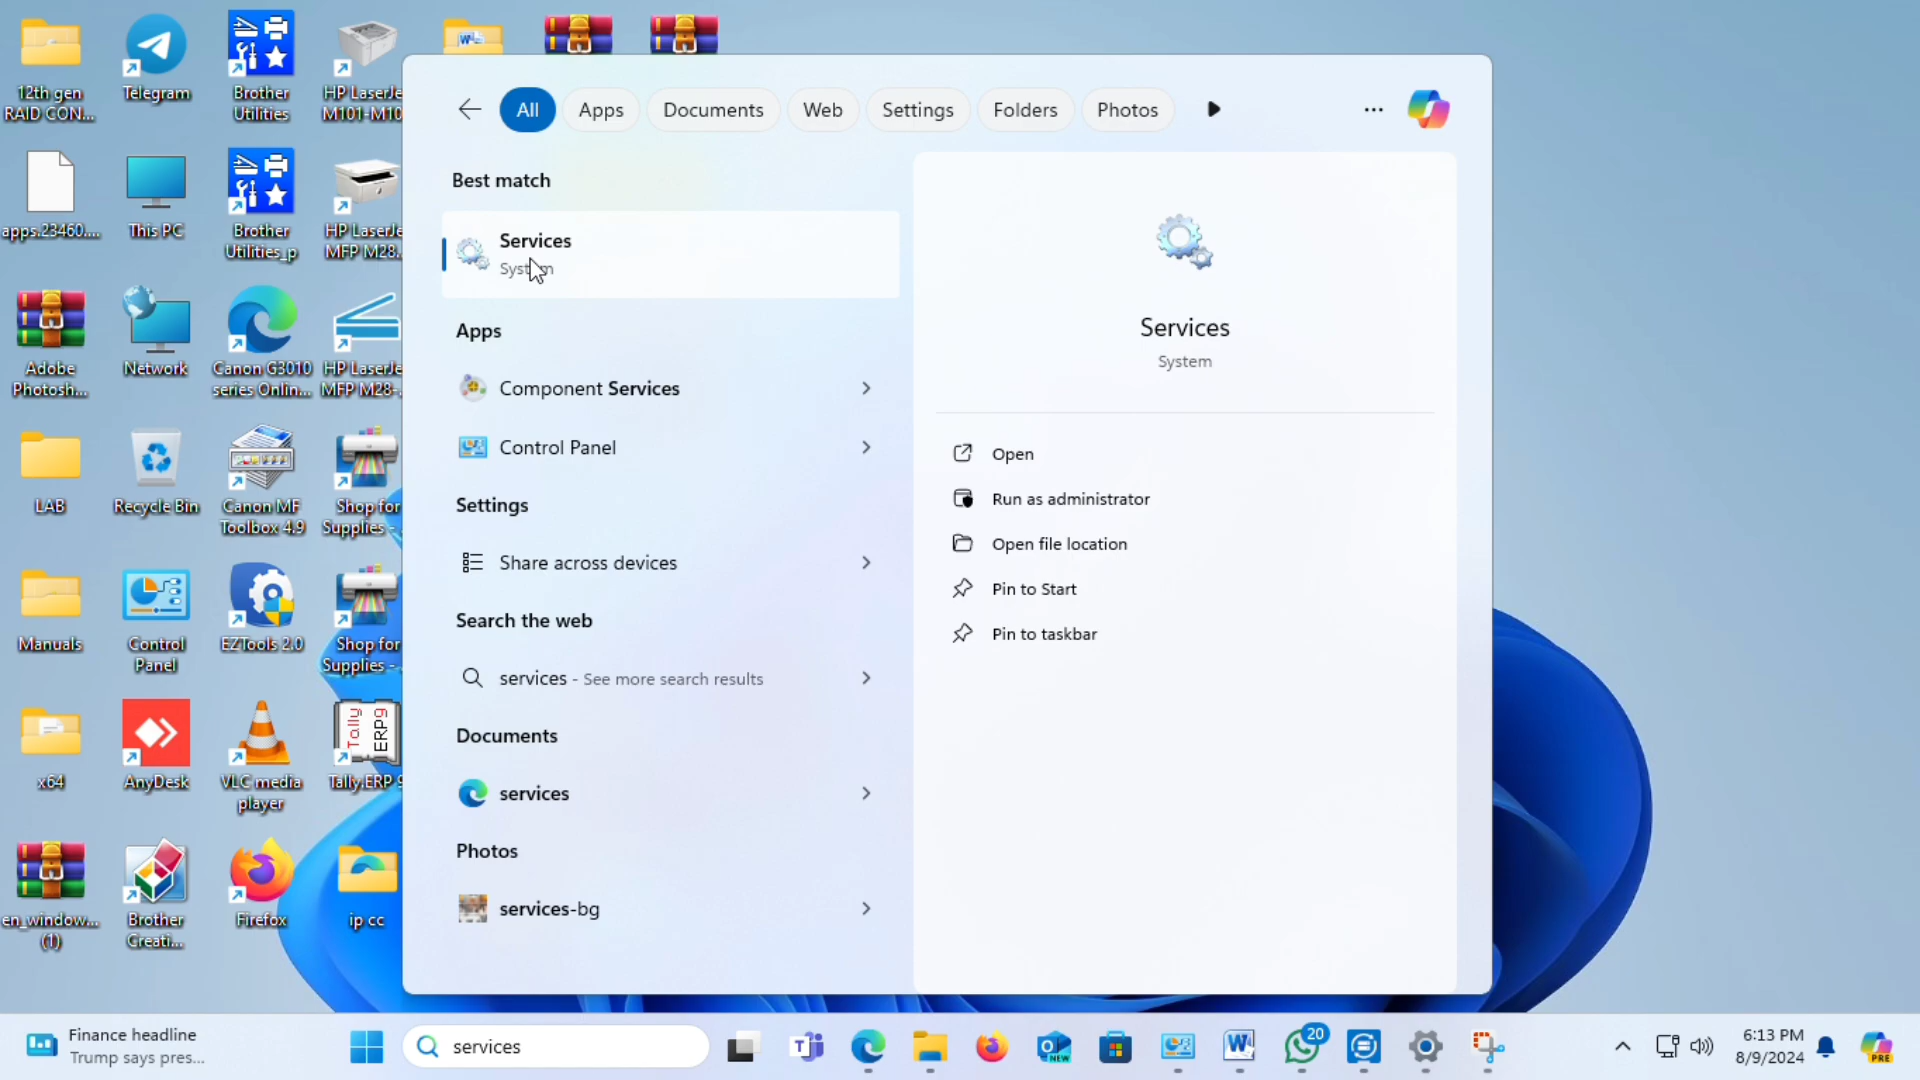 12th gen
RAID CON...
Telegram
Brother
Utilities
HP LaserJe
M101-M10
All
Apps
Documents
Web
Settings
Folders
Photos
Best match
Services
System
Services
System
Open
Run as administrator
Open file location
Pin to Start
Pin to taskbar
Apps
Component Services
Control Panel
Settings
Share across devices
Search the web
services - See more search results
Documents
services
Photos
services-bg
apps.23460....
This PC
Brother
Utilities_p
HP LaserJe
MFP M28...
Adobe
Photosh...
Network
Canon G3010
series Onlin...
HP LaserJe
MFP M28-...
LAB
Recycle Bin
Canon MF
Toolbox 4.9
Shop for
Supplies -...
Manuals
Control
Panel
EZTools 2.0
Shop for
Supplies -...
x64
AnyDesk
VLC media
player
Tally ERP9
Tally.ERP 9
en_window...
(1)
Brother
Creati...
Firefox
ip cc
Finance headline
Trump says pres...
services
NEW
20
6:13 PM
8/9/2024
PRE